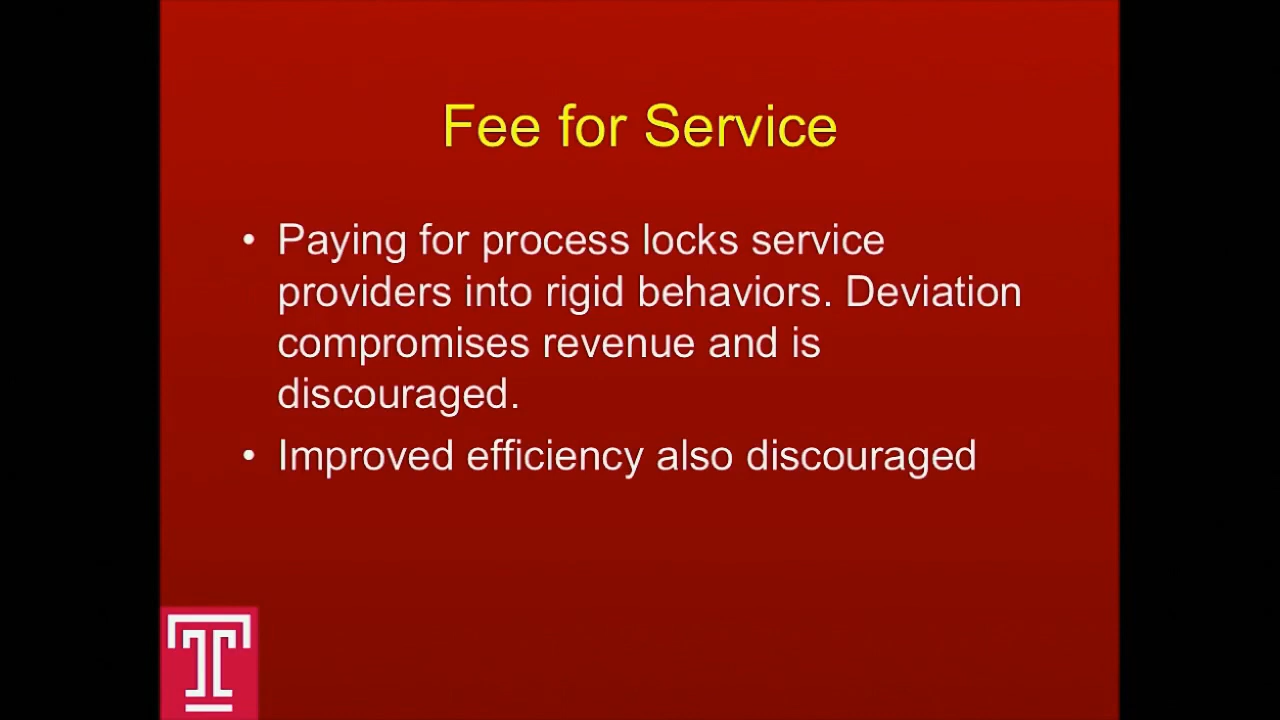 Fee for Service
• Paying for process locks service
providers into rigid behaviors. Deviation
compromises revenue and is
discouraged.
• Improved efficiency also discouraged